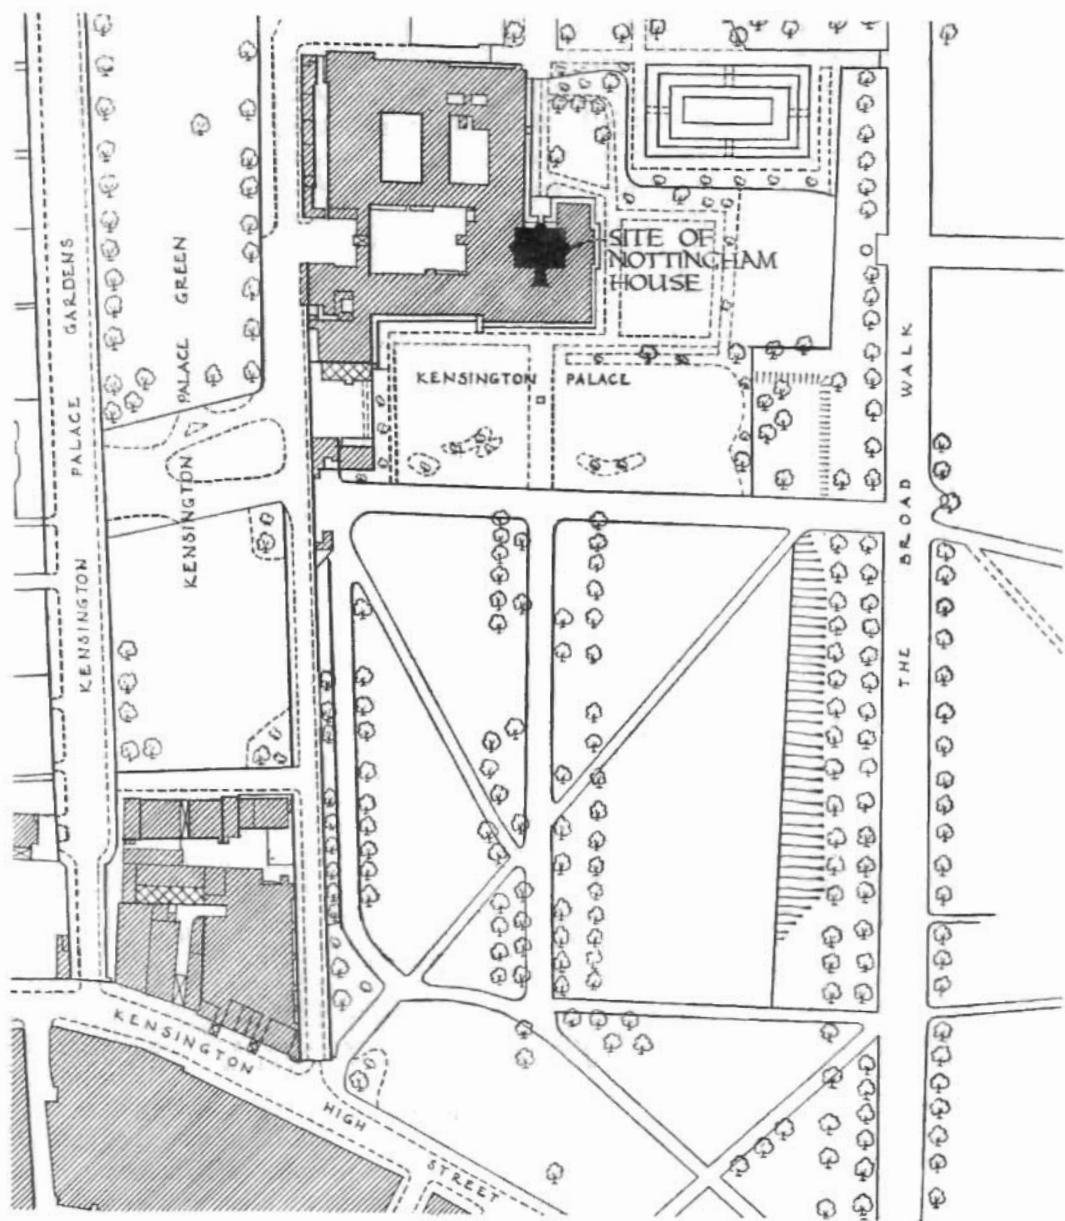 SITE OF
NOTTINGHAM
HOUSE
KENSINGTON PALACE
KENSINGTON PALACE GREEN
KENSINGTON PALACE GARDENS
THE BROAD WALK
KENSINGTON HIGH STREET